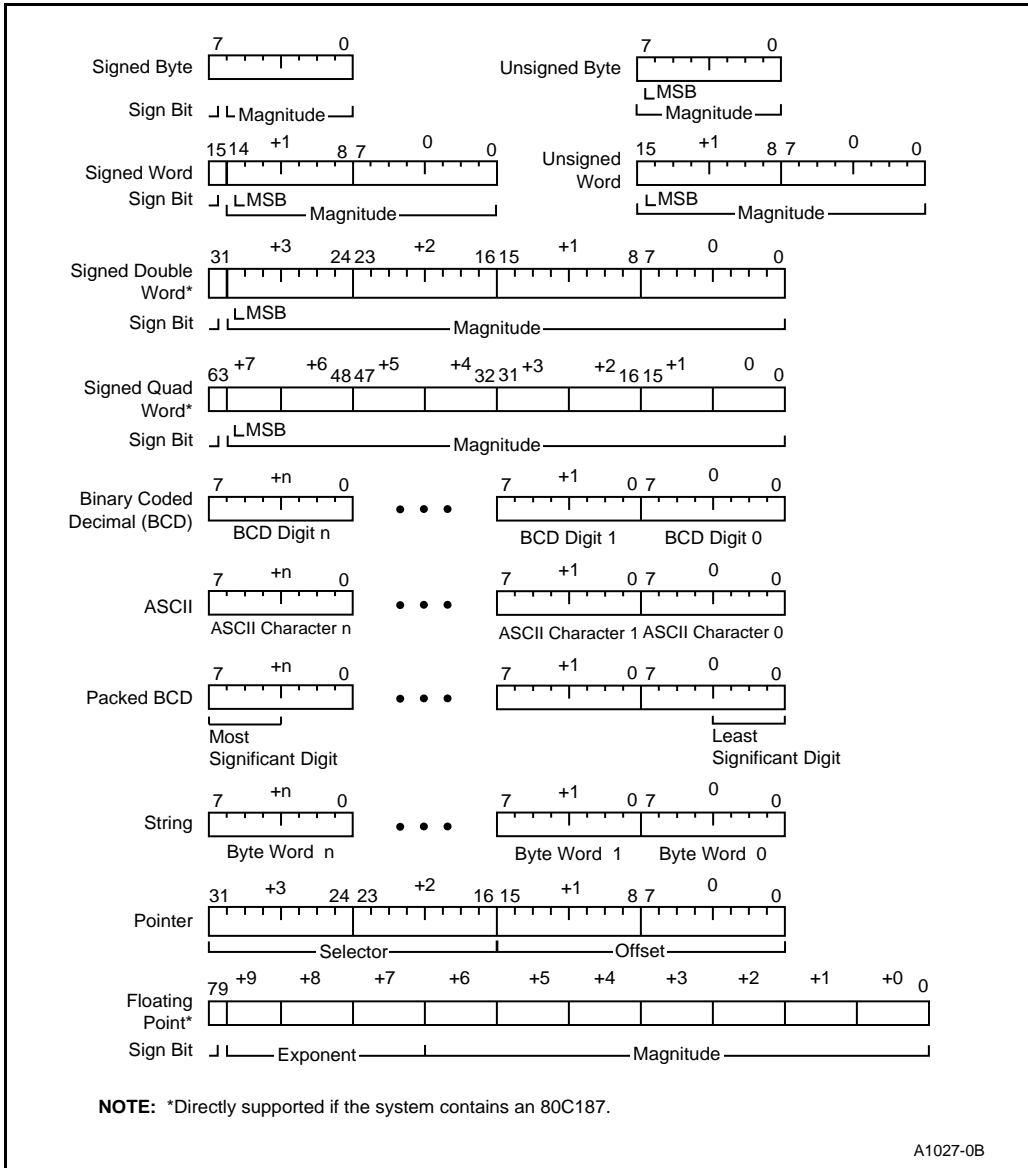 7 0 7 0
Signed Byte Unsigned Byte
MSB
Sign Bit Magnitude Magnitude
15 14 +1 8 7 0 0 15 +1 8 7 0 0
Signed Word Unsigned
Word
Sign Bit MSB Magnitude MSB Magnitude
31 +3 24 23 +2 16 15 +1 8 7 0 0
Signed Double
Word*
Sign Bit MSB Magnitude
63 +7 +6 48 47 +5 +4 32 31 +3 +2 16 15 +1 0 0
Signed Quad
Word*
Sign Bit MSB Magnitude
7 +n 0 7 +1 0 7 0 0
Binary Coded
Decimal (BCD)
BCD Digit n BCD Digit 1 BCD Digit 0
7 +n 0 7 +1 0 7 0 0
ASCII
ASCII Character n ASCII Character 1 ASCII Character 0
7 +n 0 7 +1 0 7 0 0
Packed BCD
Most Least
Significant Digit Significant Digit
7 +n 0 7 +1 0 7 0 0
String
Byte Word n Byte Word 1 Byte Word 0
31 +3 24 23 +2 16 15 +1 8 7 0 0
Pointer
Selector Offset
79 +9 +8 +7 +6 +5 +4 +3 +2 +1 +0 0
Floating
Point*
Sign Bit Exponent Magnitude
NOTE: *Directly supported if the system contains an 80C187.
A1027-0B